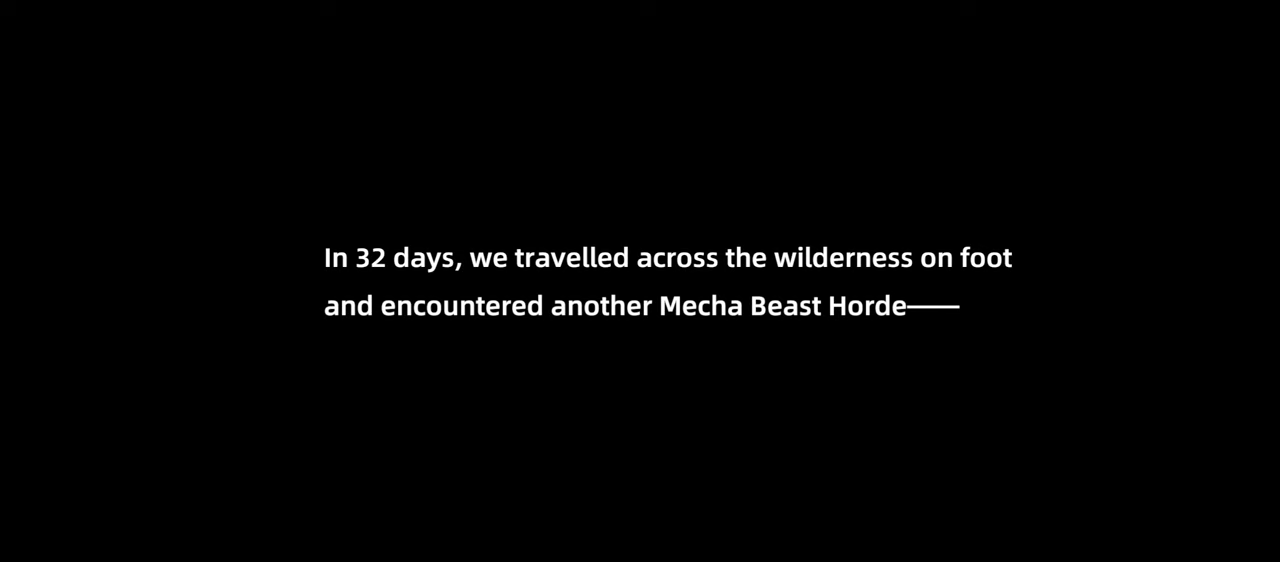 In 32 days, we travelled across the wilderness on foot
and encountered another Mecha Beast Horde——